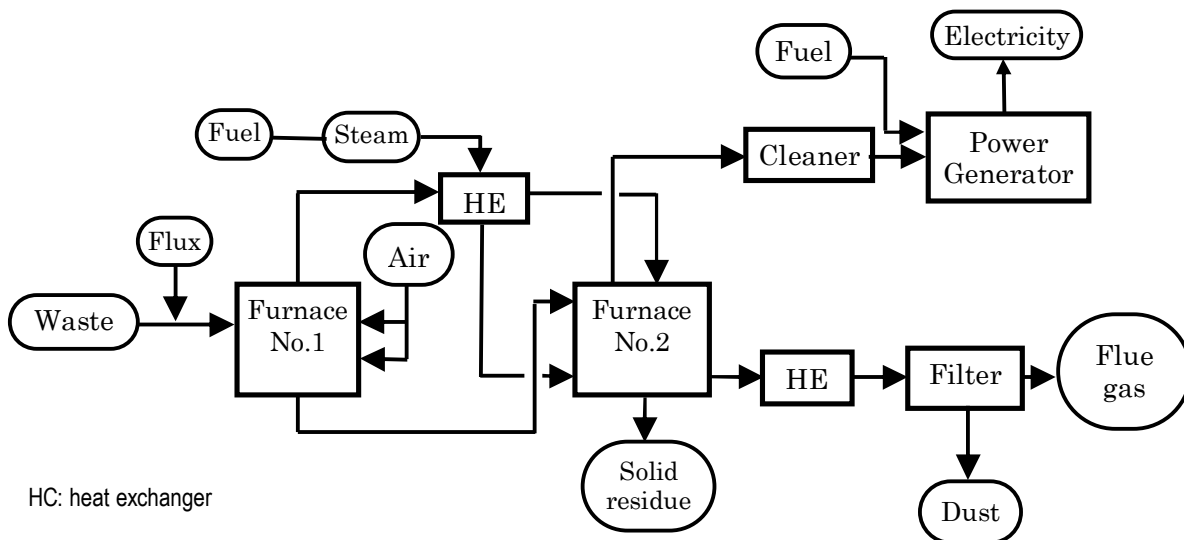 Electricity
Fuel
Fuel
Steam
Cleaner
Power
Generator
HE
Flux
Air
Waste
Furnace
No.1
Furnace
No.2
HE
Filter
Flue
gas
Solid
residue
Dust
HC: heat exchanger